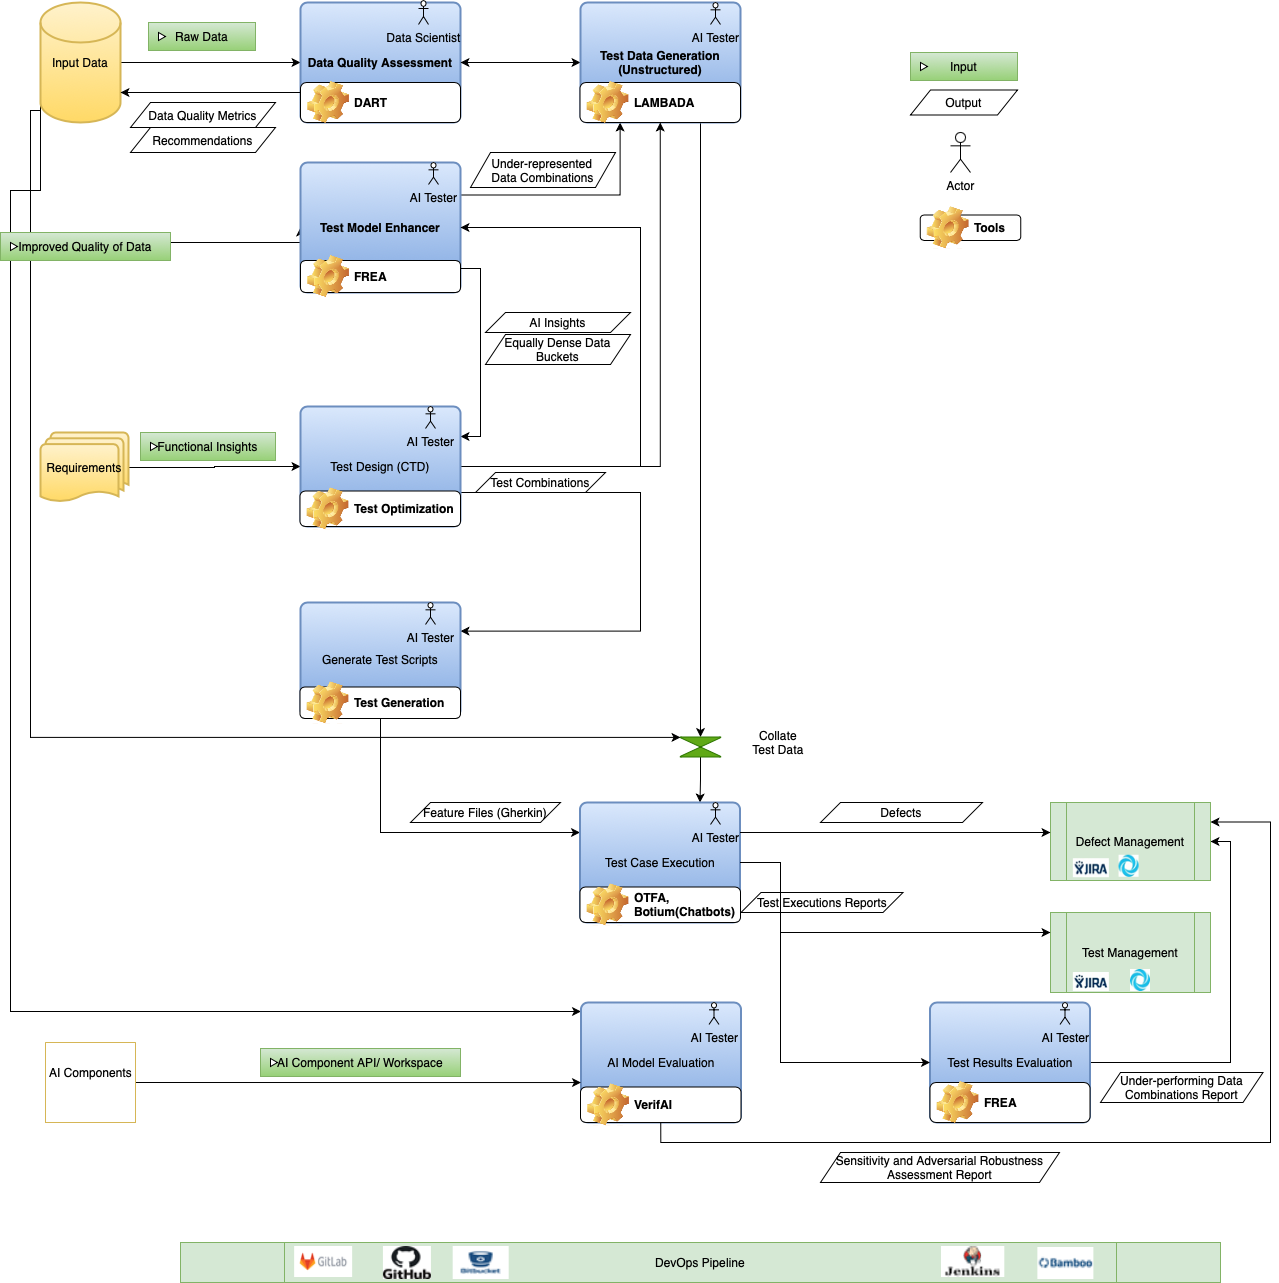 Input Data
Raw Data
Data Quality Metrics
Recommendations
Data Scientist
Data Quality Assessment
DART
AI Tester
Test Data Generation
(Unstructured)
LAMBADA
Input
Output
Actor
Tools
Under-represented
Data Combinations
AI Tester
Test Model Enhancer
FREA
Improved Quality of Data
AI Insights
Equally Dense Data
Buckets
Requirements
Functional Insights
AI Tester
Test Design (CTD)
Test Optimization
Test Combinations
AI Tester
Generate Test Scripts
Test Generation
Collate
Test Data
Feature Files (Gherkin)
AI Tester
Test Case Execution
OTFA,
Botium(Chatbots)
Defects
Test Executions Reports
Defect Management
JIRA
Test Management
JIRA
AI Components
AI Component API/ Workspace
AI Tester
AI Model Evaluation
VerifAI
AI Tester
Test Results Evaluation
FREA
Under-performing Data
Combinations Report
Sensitivity and Adversarial Robustness
Assessment Report
GitLab
GitHub
Bitbucket
DevOps Pipeline
Jenkins
Bamboo